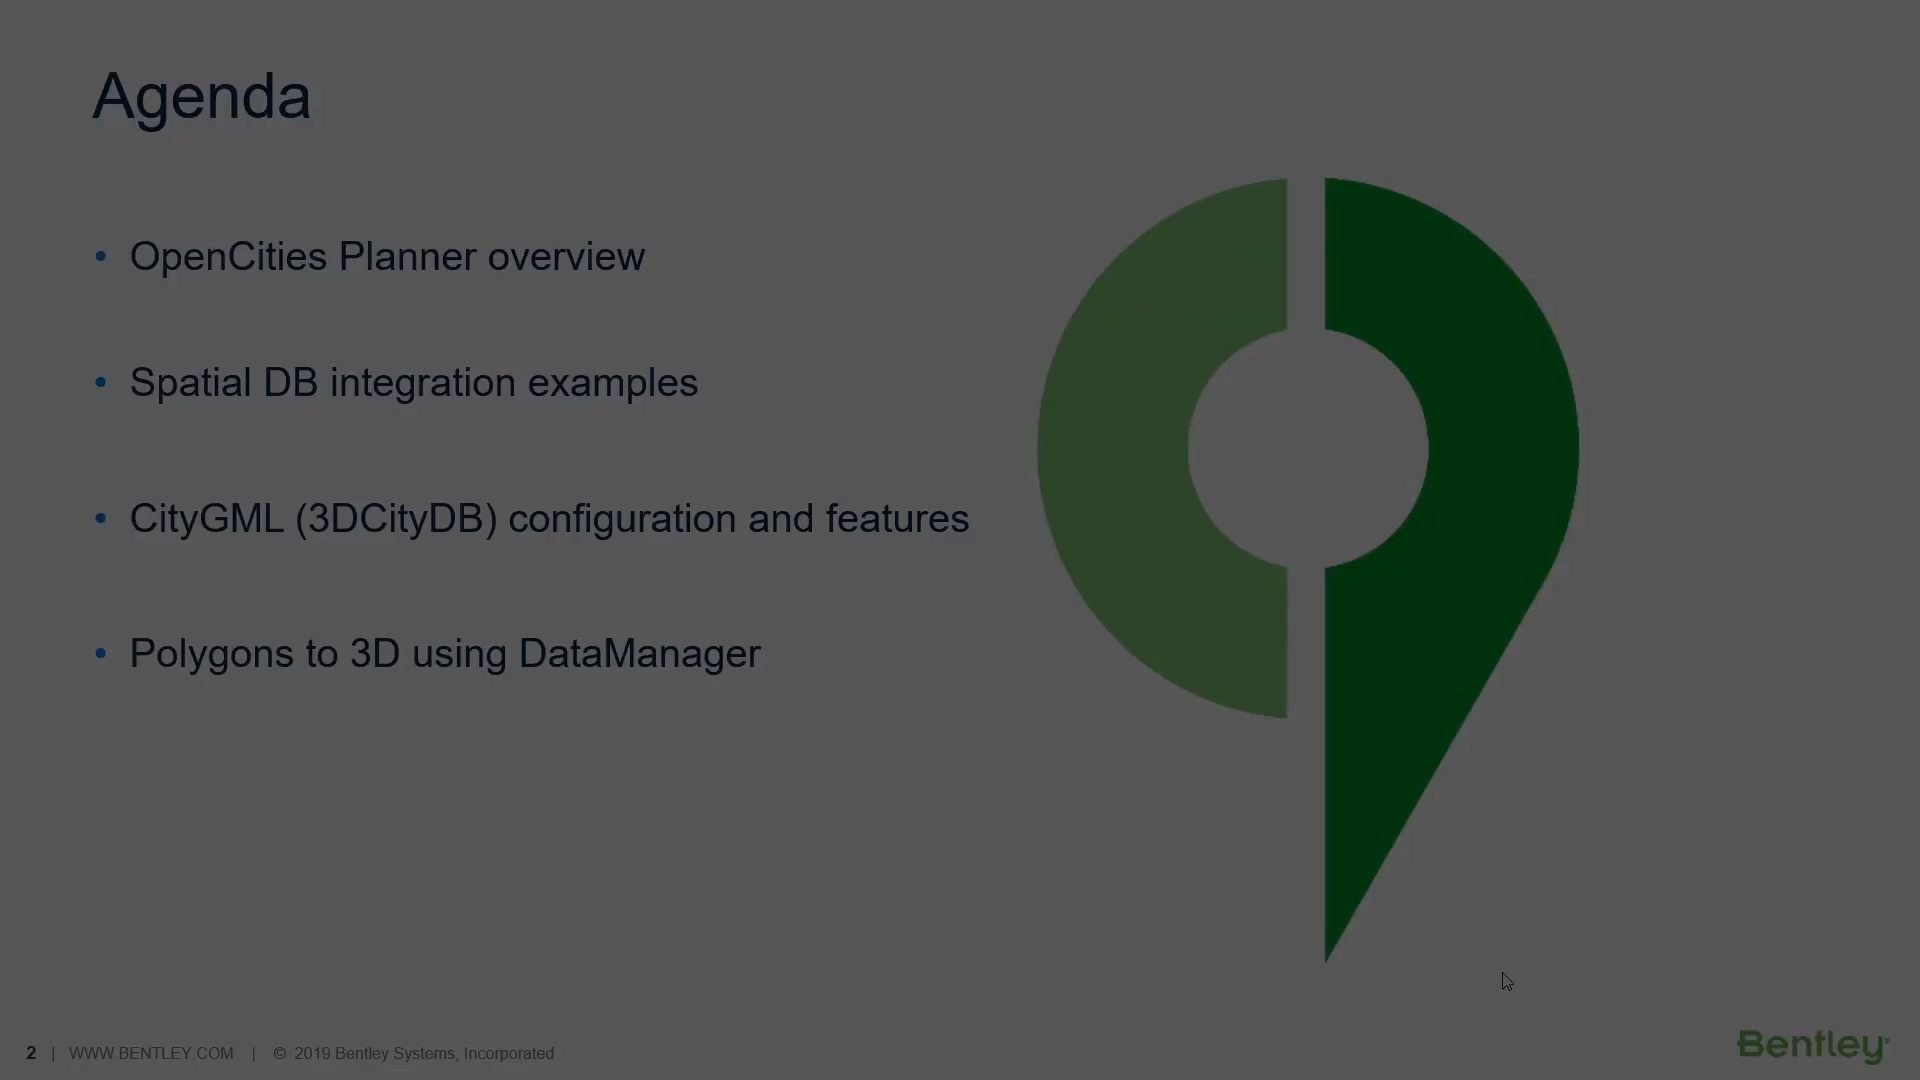 Agenda
• OpenCities Planner overview
• Spatial DB integration examples
• CityGML (3DCityDB) configuration and features
• Polygons to 3D using DataManager
2 | WWW.BENTLEY.COM | © 2019 Bentley Systems, Incorporated
Bentley